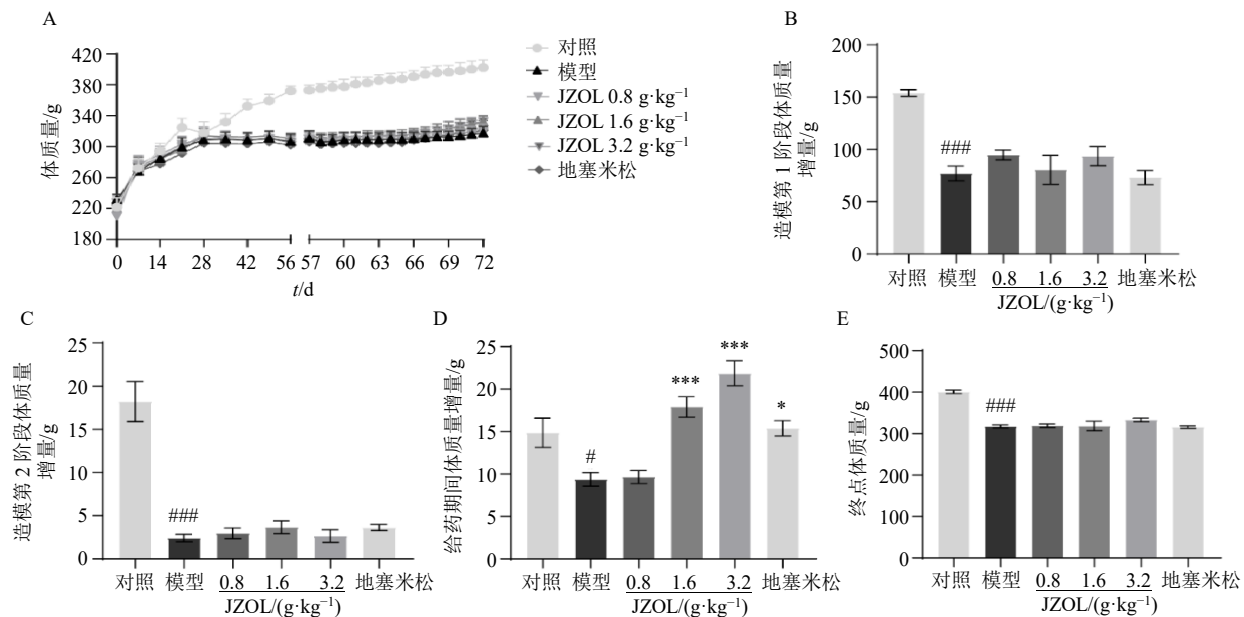 A
体质量/g
420
380
340
300
260
220
180
0 14 28 42 56 57 60 63 66 69 72
t/d
对照
模型
JZOL 0.8 g·kg⁻¹
JZOL 1.6 g·kg⁻¹
JZOL 3.2 g·kg⁻¹
地塞米松
B
造模第 1 阶段体质量
增量/g
200
150
100
50
0
###
对照 模型 0.8 1.6 3.2 地塞米松
JZOL/(g·kg⁻¹)
C
造模第 2 阶段体质量
增量/g
25
20
15
10
5
0
###
对照 模型 0.8 1.6 3.2 地塞米松
JZOL/(g·kg⁻¹)
D
给药期间体质量增量/g
25
20
15
10
5
0
# *** *** *
对照 模型 0.8 1.6 3.2 地塞米松
JZOL/(g·kg⁻¹)
E
终点体质量/g
500
400
300
200
100
0
###
对照 模型 0.8 1.6 3.2 地塞米松
JZOL/(g·kg⁻¹)